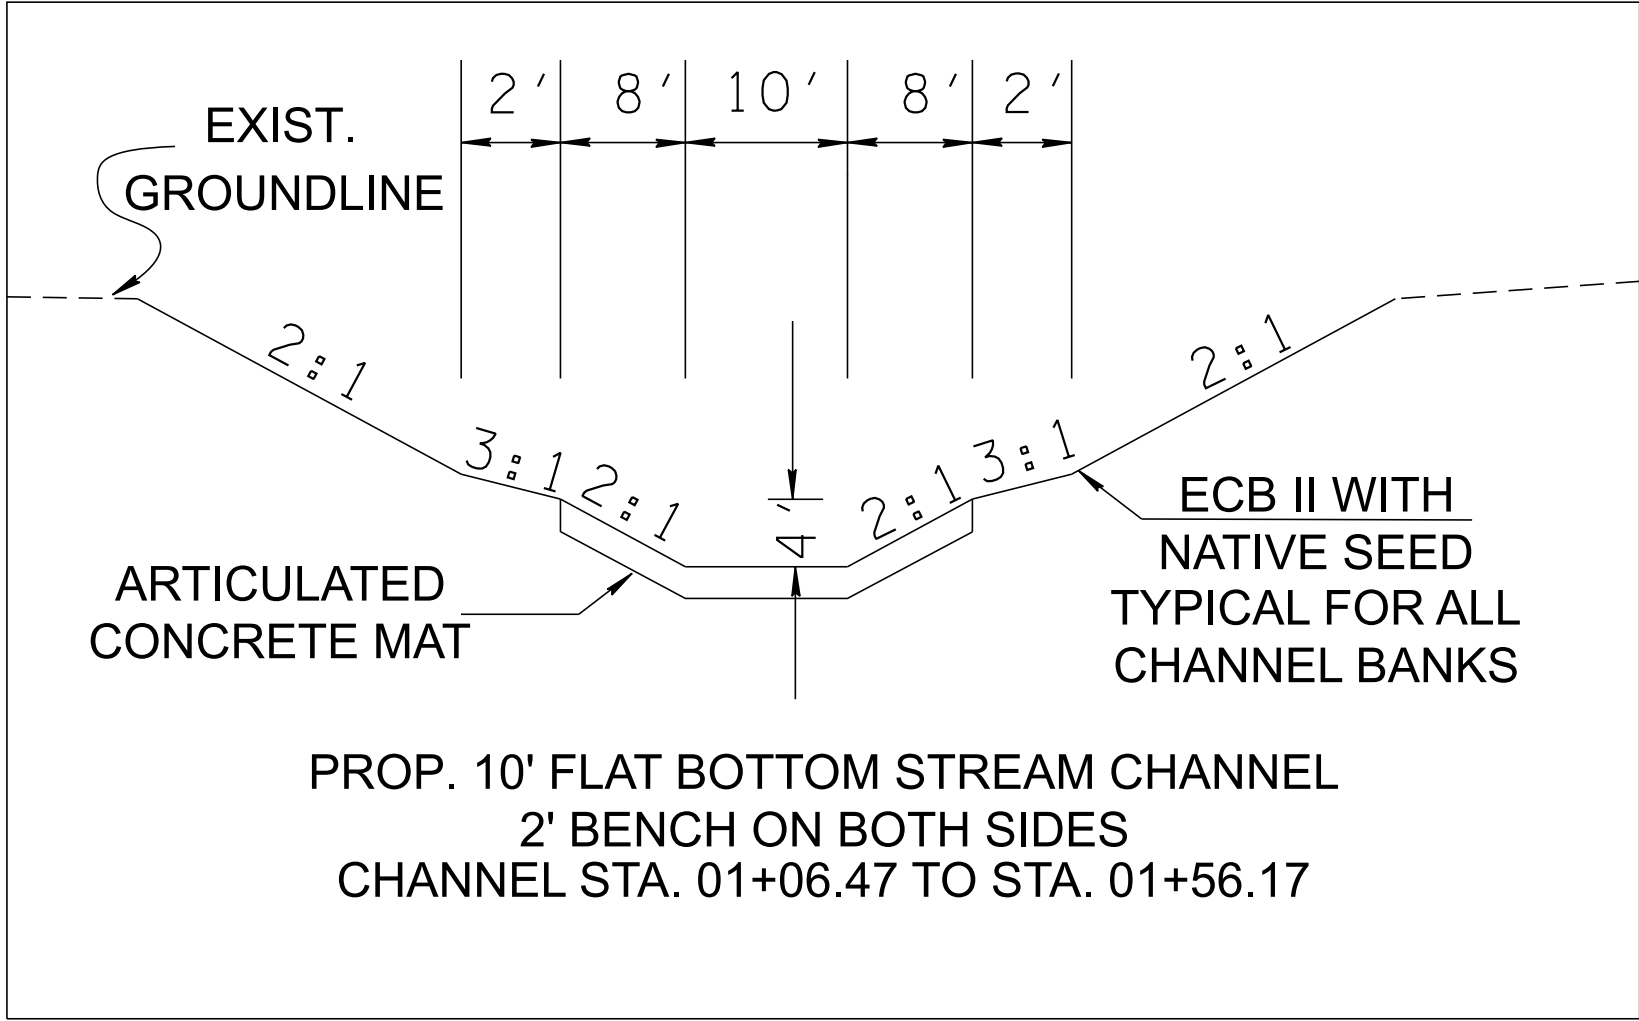 2' 8' 10' 8' 2'
EXIST.
GROUNDLINE
2:1
3:1
2:1
4'
2:1
3:1
2:1
ECB II WITH
NATIVE SEED
TYPICAL FOR ALL
CHANNEL BANKS
ARTICULATED
CONCRETE MAT
PROP. 10' FLAT BOTTOM STREAM CHANNEL
2' BENCH ON BOTH SIDES
CHANNEL STA. 01+06.47 TO STA. 01+56.17